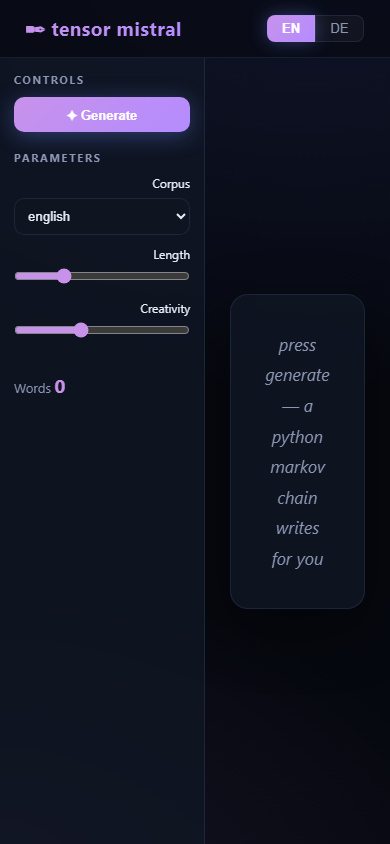 ✒ tensor mistral
EN DE
CONTROLS
✦ Generate
PARAMETERS
Corpus
english
Length
Creativity
Words 0
press
generate
— a
python
markov
chain
writes
for you